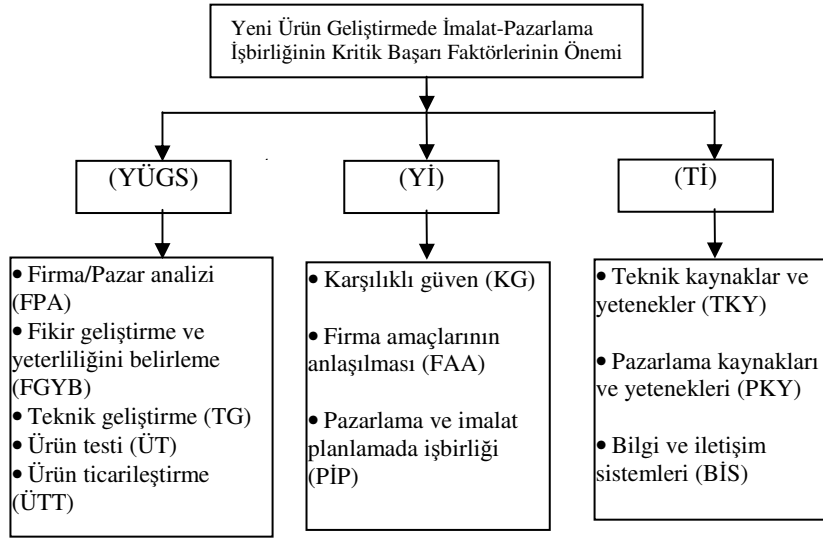 Yeni Ürün Geliştirmede İmalat-Pazarlama
İşbirliğinin Kritik Başarı Faktörlerinin Önemi
(YÜGS)
(Yİ)
(Tİ)
• Firma/Pazar analizi
(FPA)
• Fikir geliştirme ve
yeterliliğini belirleme
(FGYB)
• Teknik geliştirme (TG)
• Ürün testi (ÜT)
• Ürün ticarileştirme
(ÜTT)
• Karşılıklı güven (KG)
• Firma amaçlarının
anlaşılması (FAA)
• Pazarlama ve imalat
planlamada işbirliği
(PİP)
• Teknik kaynaklar ve
yetenekler (TKY)
• Pazarlama kaynakları
ve yetenekleri (PKY)
• Bilgi ve iletişim
sistemleri (BİS)